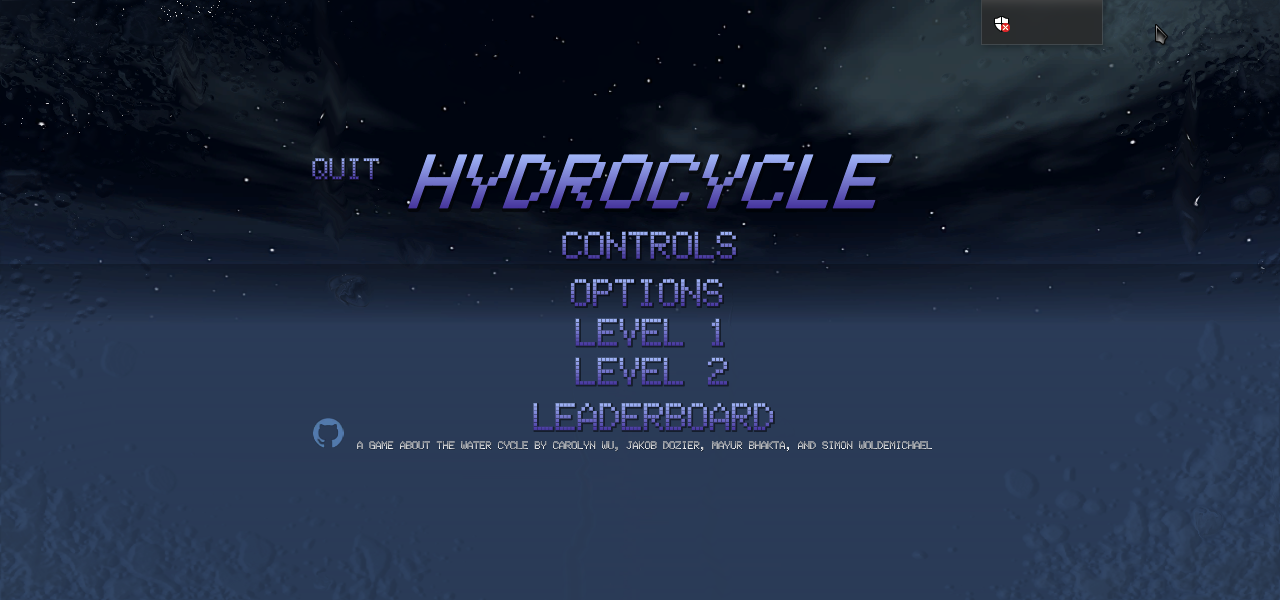 QUIT
HYDROCYCLE
CONTROLS
OPTIONS
LEVEL 1
LEVEL 2
LEADERBOARD
A GAME ABOUT THE WATER CYCLE BY CAROLYN WU, JAKOB DOZIER, MAYUR BHAKTA, AND SIMON WOLDEMICHAEL